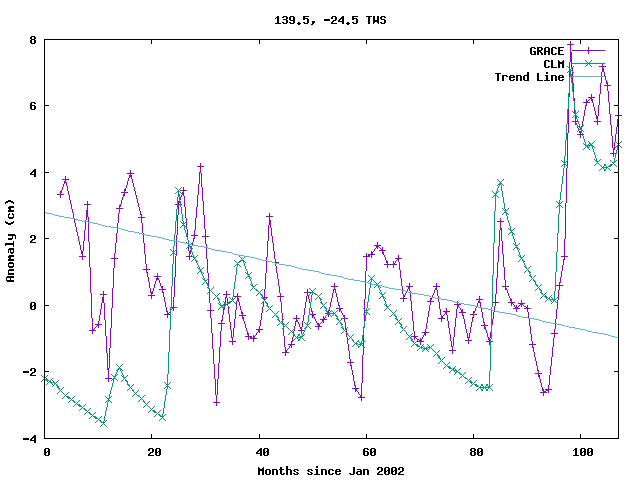 139.5, -24.5 TWS
8
GRACE
CLM
Trend Line
6
4
2
0
-2
-4
Anomaly (cm)
0 20 40 60 80 100
Months since Jan 2002